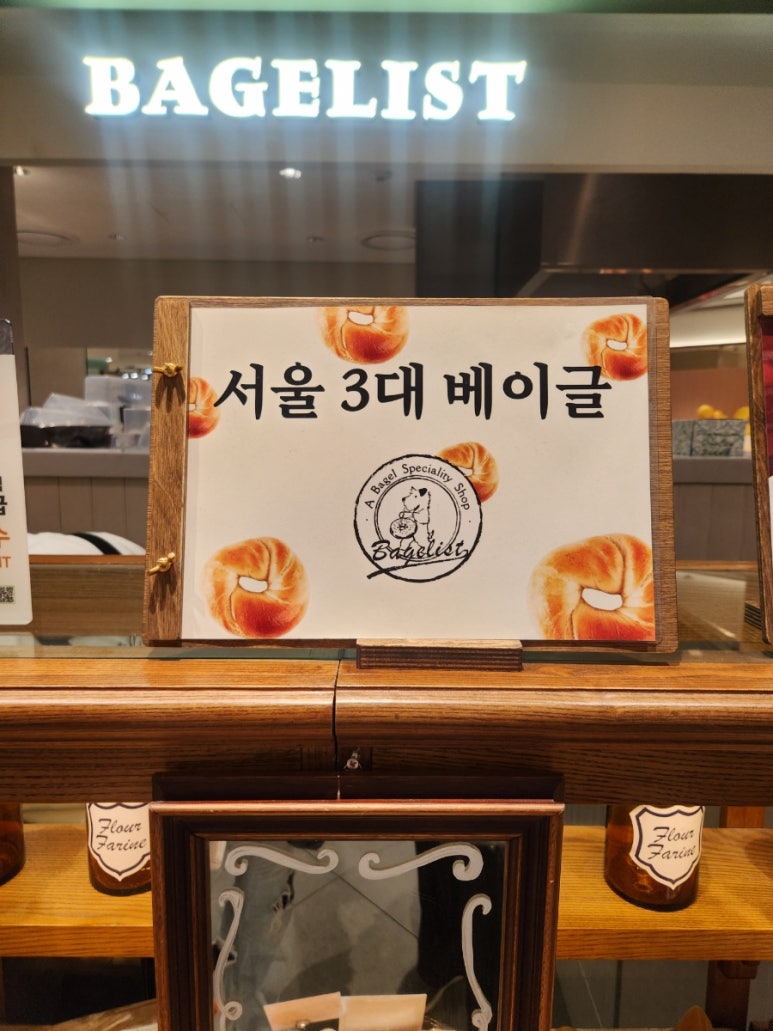 BAGELIST
서울 3대 베이글
A Bagel Speciality Shop
Bagelist
Flour
Farine
Flour
Farine